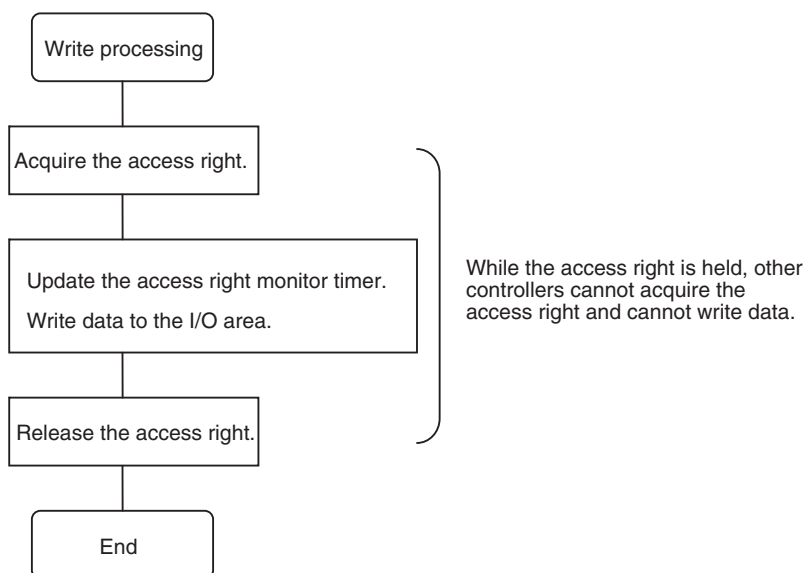 Write processing
Acquire the access right.
Update the access right monitor timer.
Write data to the I/O area.
While the access right is held, other
controllers cannot acquire the
access right and cannot write data.
Release the access right.
End